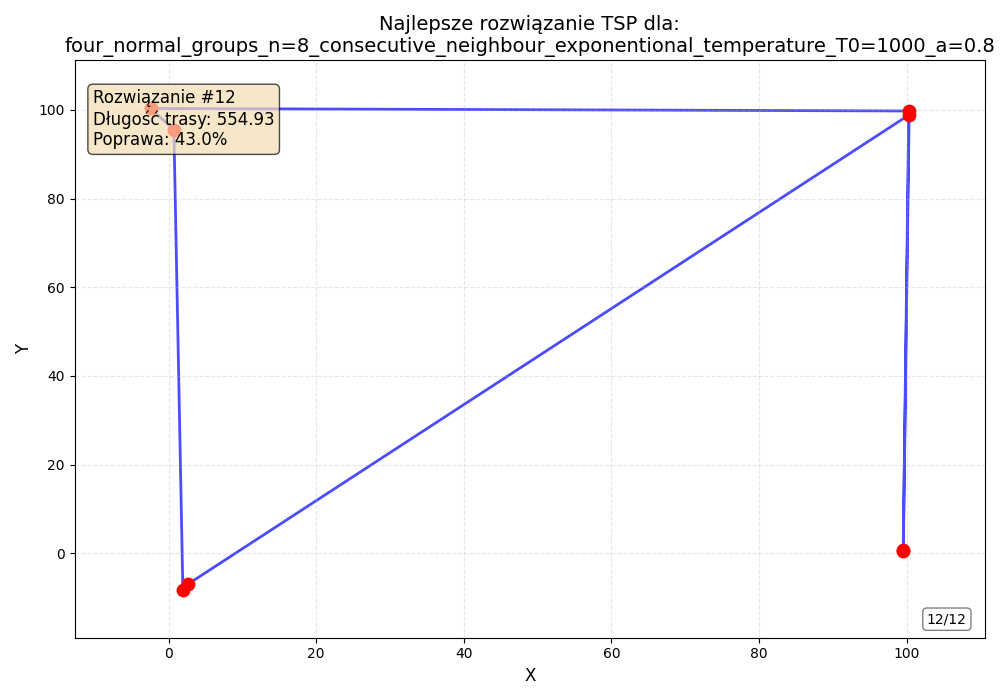 Najlepsze rozwiązanie TSP dla:
four_normal_groups_n=8_consecutive_neighbour_exponential_temperature_T0=1000_a=0.8
Rozwiązanie #12
Długość trasy: 554.93
Poprawa: 43.0%
100
80
60
40
20
0
Y
12/12
0 20 40 60 80 100
X